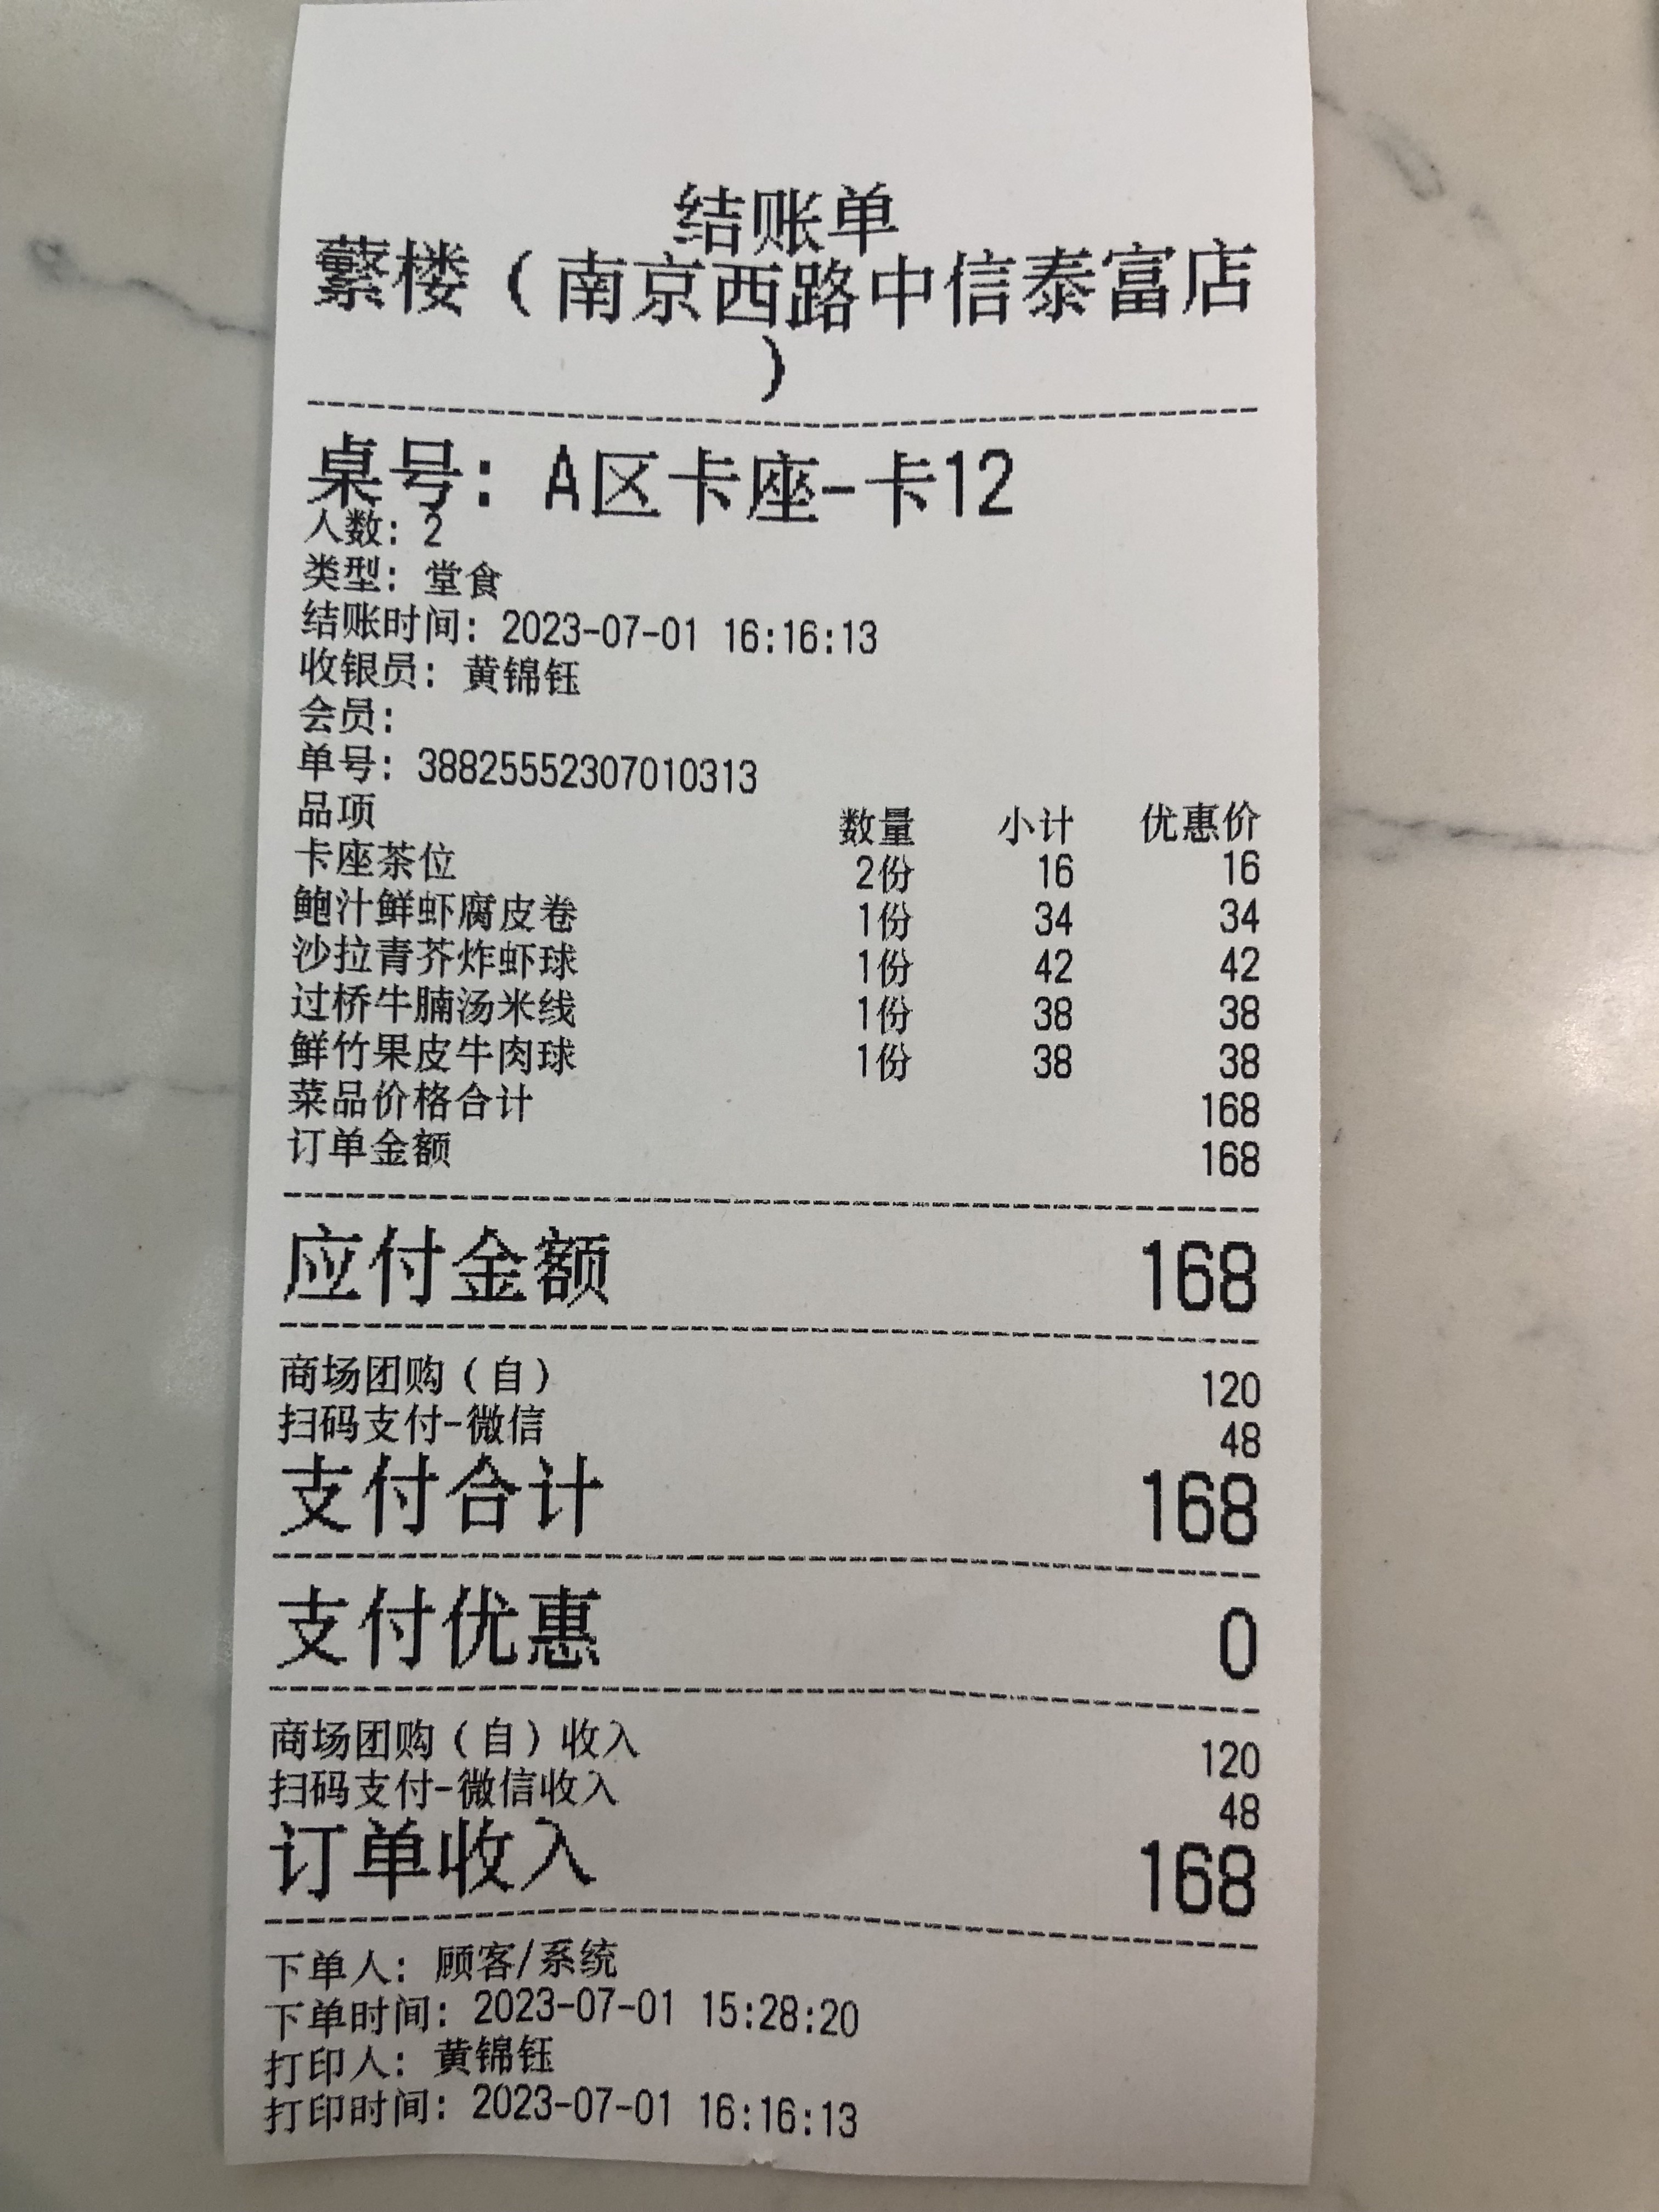 结账单
蘩楼（南京西路中信泰富店
）
桌号：A区卡座-卡12
人数：2
类型：堂食
结账时间：2023-07-01 16:16:13
收银员：黄锦钰
会员：
单号：38825552307010313
品项 数量 小计 优惠价
卡座茶位 2份 16 16
鲍汁鲜虾腐皮卷 1份 34 34
沙拉青芥炸虾球 1份 42 42
过桥牛腩汤米线 1份 38 38
鲜竹果皮牛肉球 1份 38 38
菜品价格合计 168
订单金额 168
应付金额 168
商场团购（自） 120
扫码支付-微信 48
支付合计 168
支付优惠 0
商场团购（自）收入 120
扫码支付-微信收入 48
订单收入 168
下单人：顾客/系统
下单时间：2023-07-01 15:28:20
打印人：黄锦钰
打印时间：2023-07-01 16:16:13